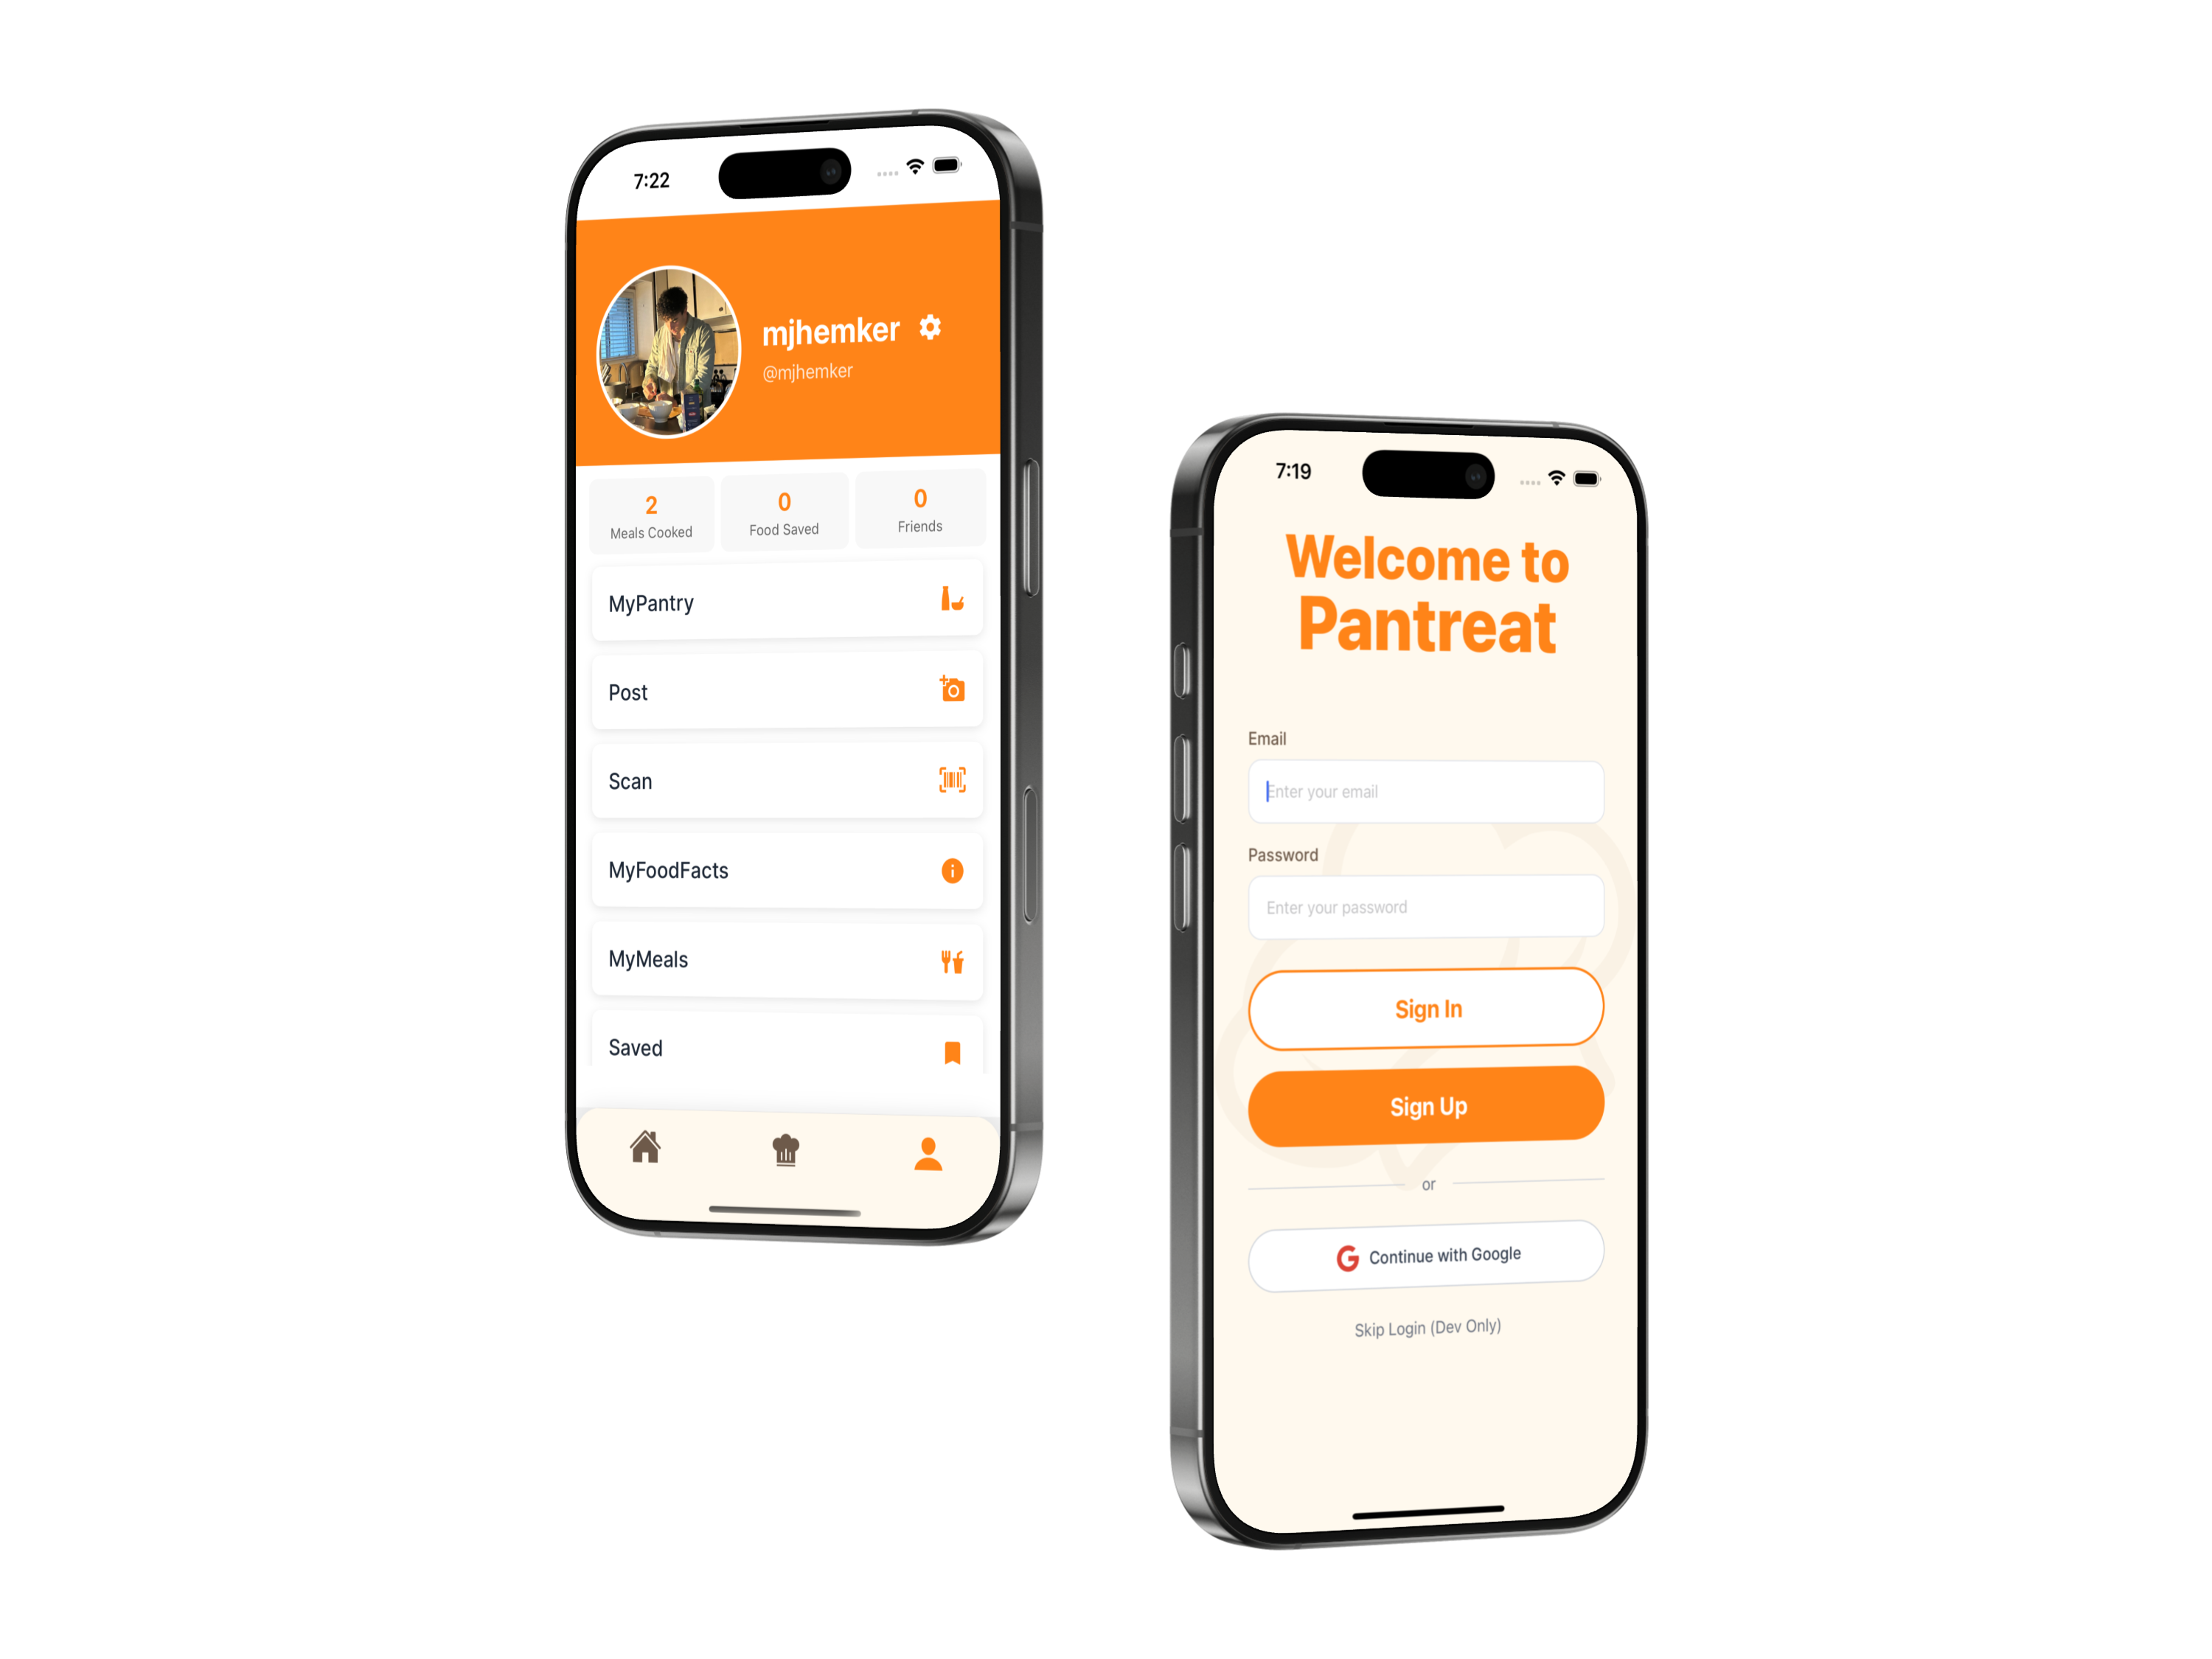 7:22
mjhemker
@mjhemker
2
Meals Cooked
0
Food Saved
0
Friends
MyPantry
Post
Scan
MyFoodFacts
MyMeals
Saved
7:19
Welcome to
Pantreat
Email
Enter your email
Password
Enter your password
Sign In
Sign Up
or
Continue with Google
Skip Login (Dev Only)